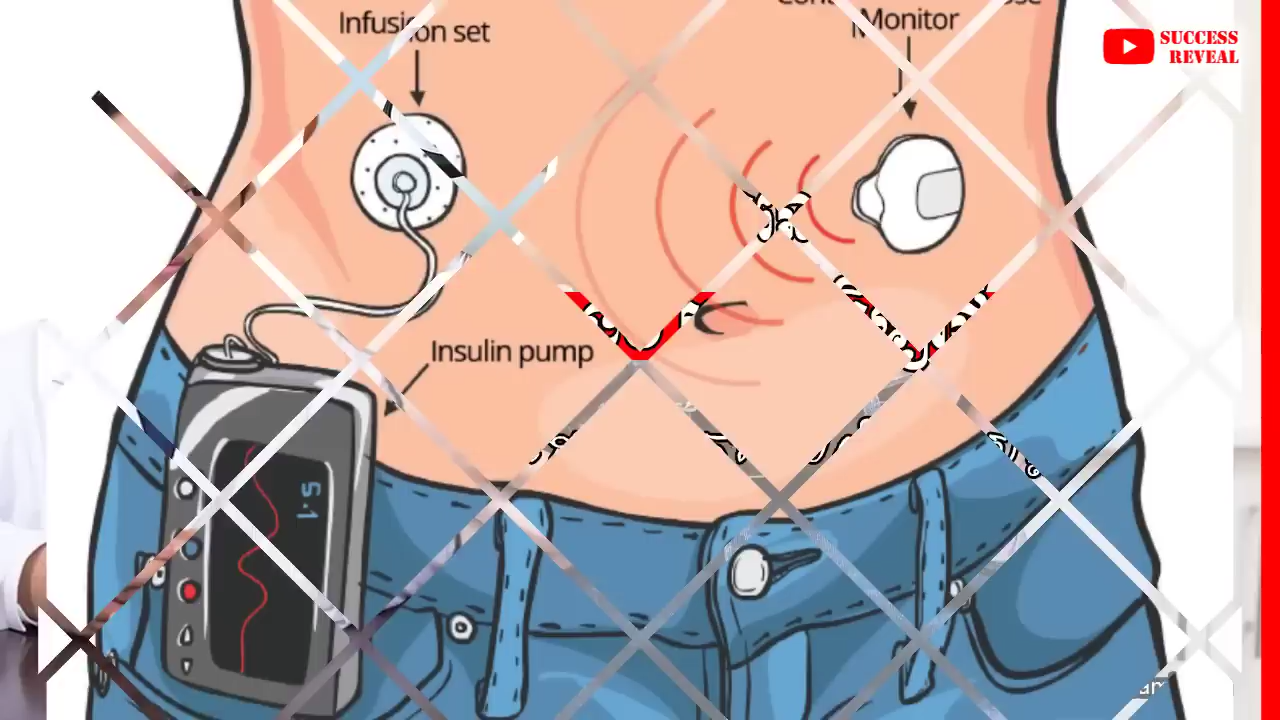 Infusion set
Monitor
SUCCESS
REVEAL
Insulin pump
5.1